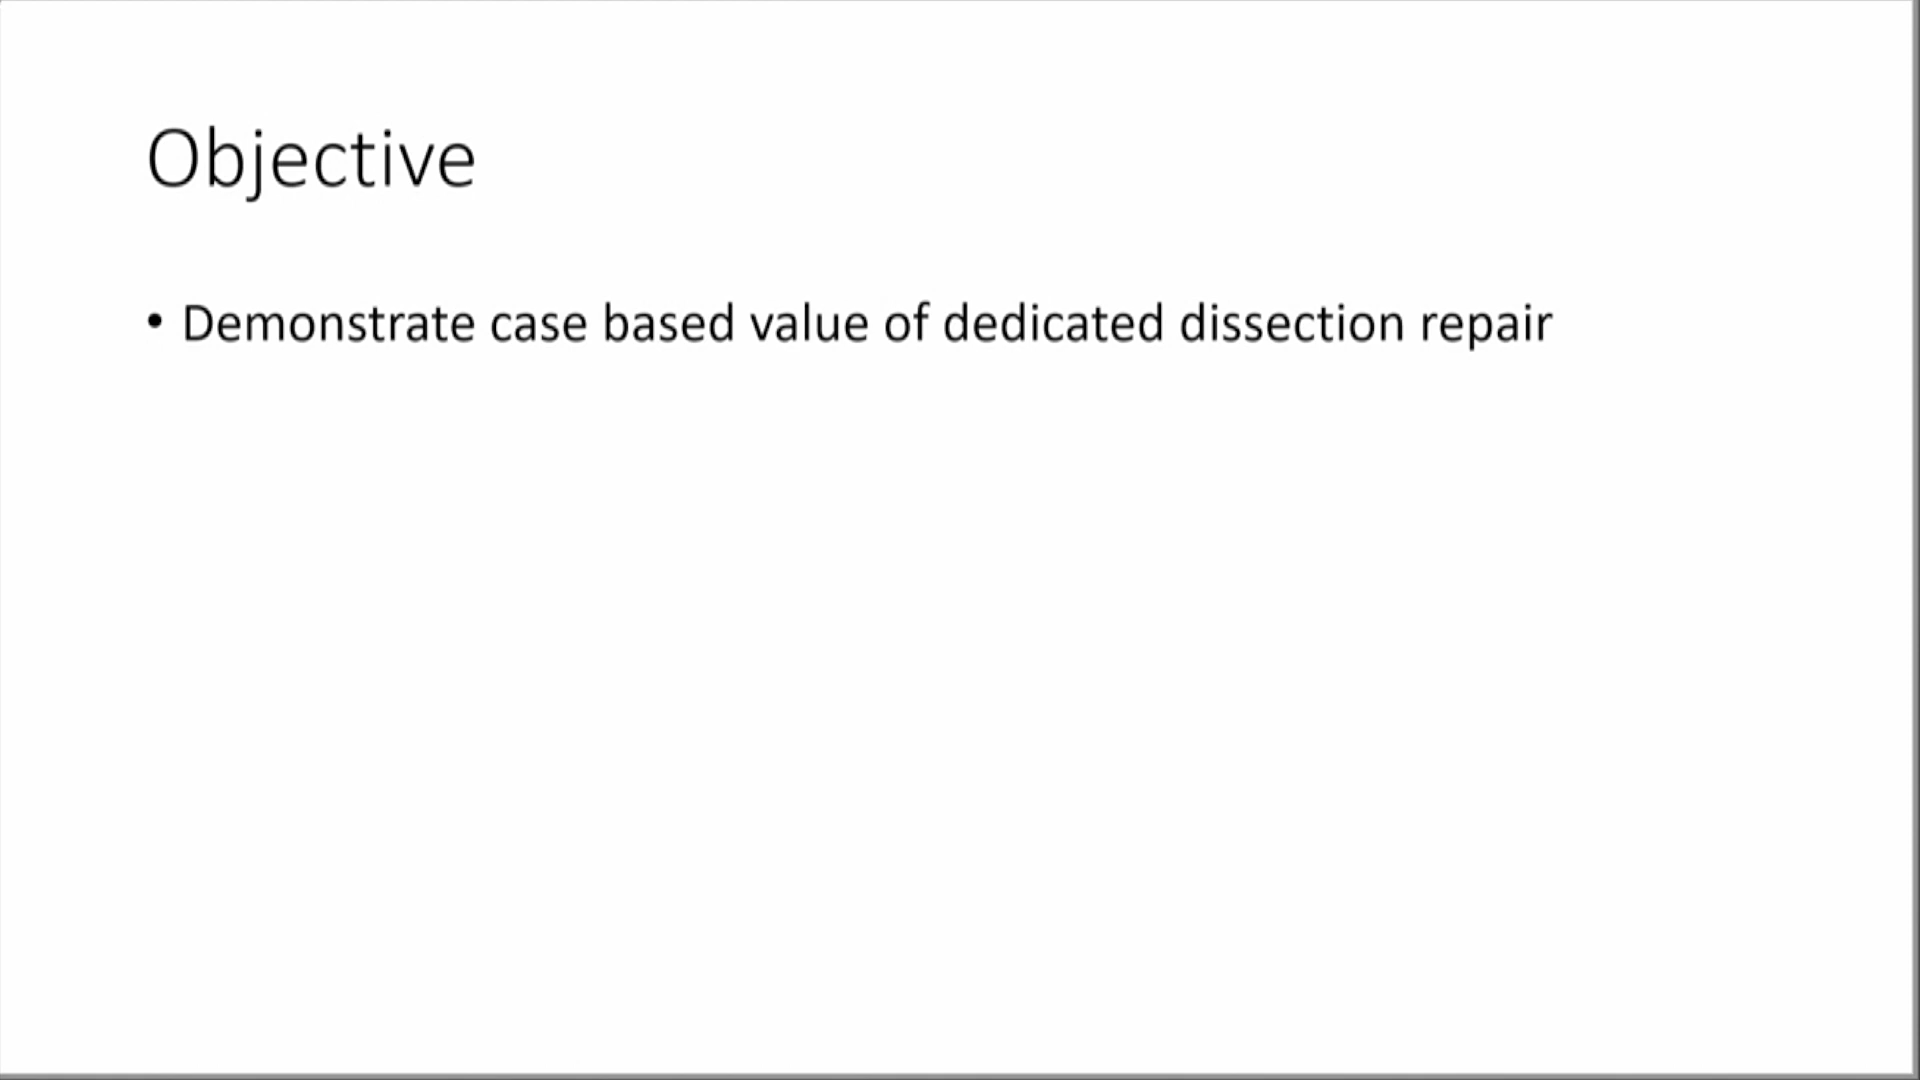 Objective
• Demonstrate case based value of dedicated dissection repair